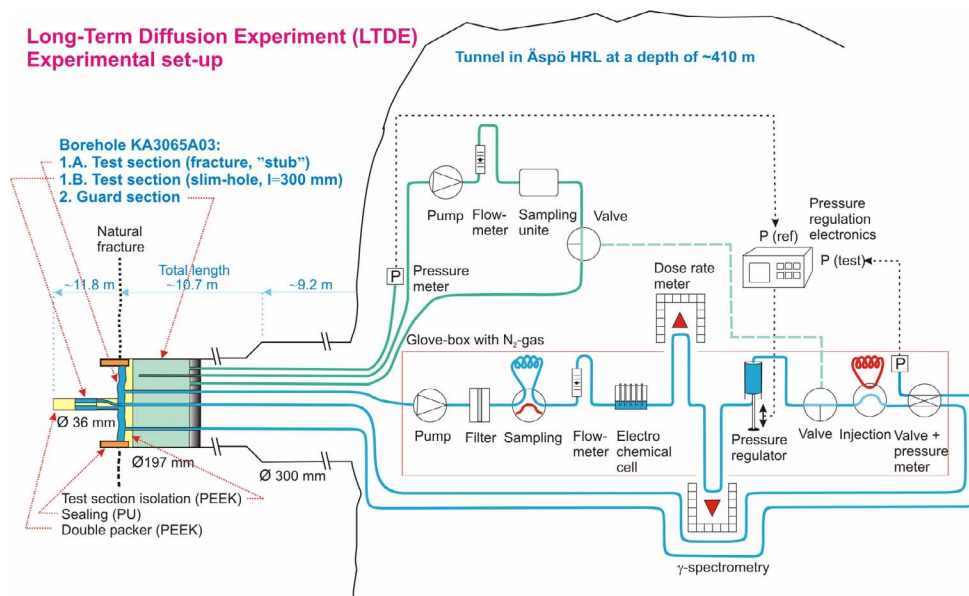 Long-Term Diffusion Experiment (LTDE)
Experimental set-up
Tunnel in Äspö HRL at a depth of ~410 m
Borehole KA3065A03:
1.A. Test section (fracture, ”stub”)
1.B. Test section (slim-hole, l=300 mm)
2. Guard section
Natural
fracture
Total length
~11.8 m
~10.7 m
~9.2 m
P
Pressure
meter
Pump
Flow-
meter
Sampling
unite
Valve
Pressure
regulation
electronics
P (ref)
P (test)
Dose rate
meter
Glove-box with N2-gas
P
Pump
Filter
Sampling
Flow-
meter
Electro
chemical
cell
Pressure
regulator
Valve
Injection
Valve +
pressure
meter
Ø 36 mm
Ø197 mm
Ø 300 mm
Test section isolation (PEEK)
Sealing (PU)
Double packer (PEEK)
γ-spectrometry